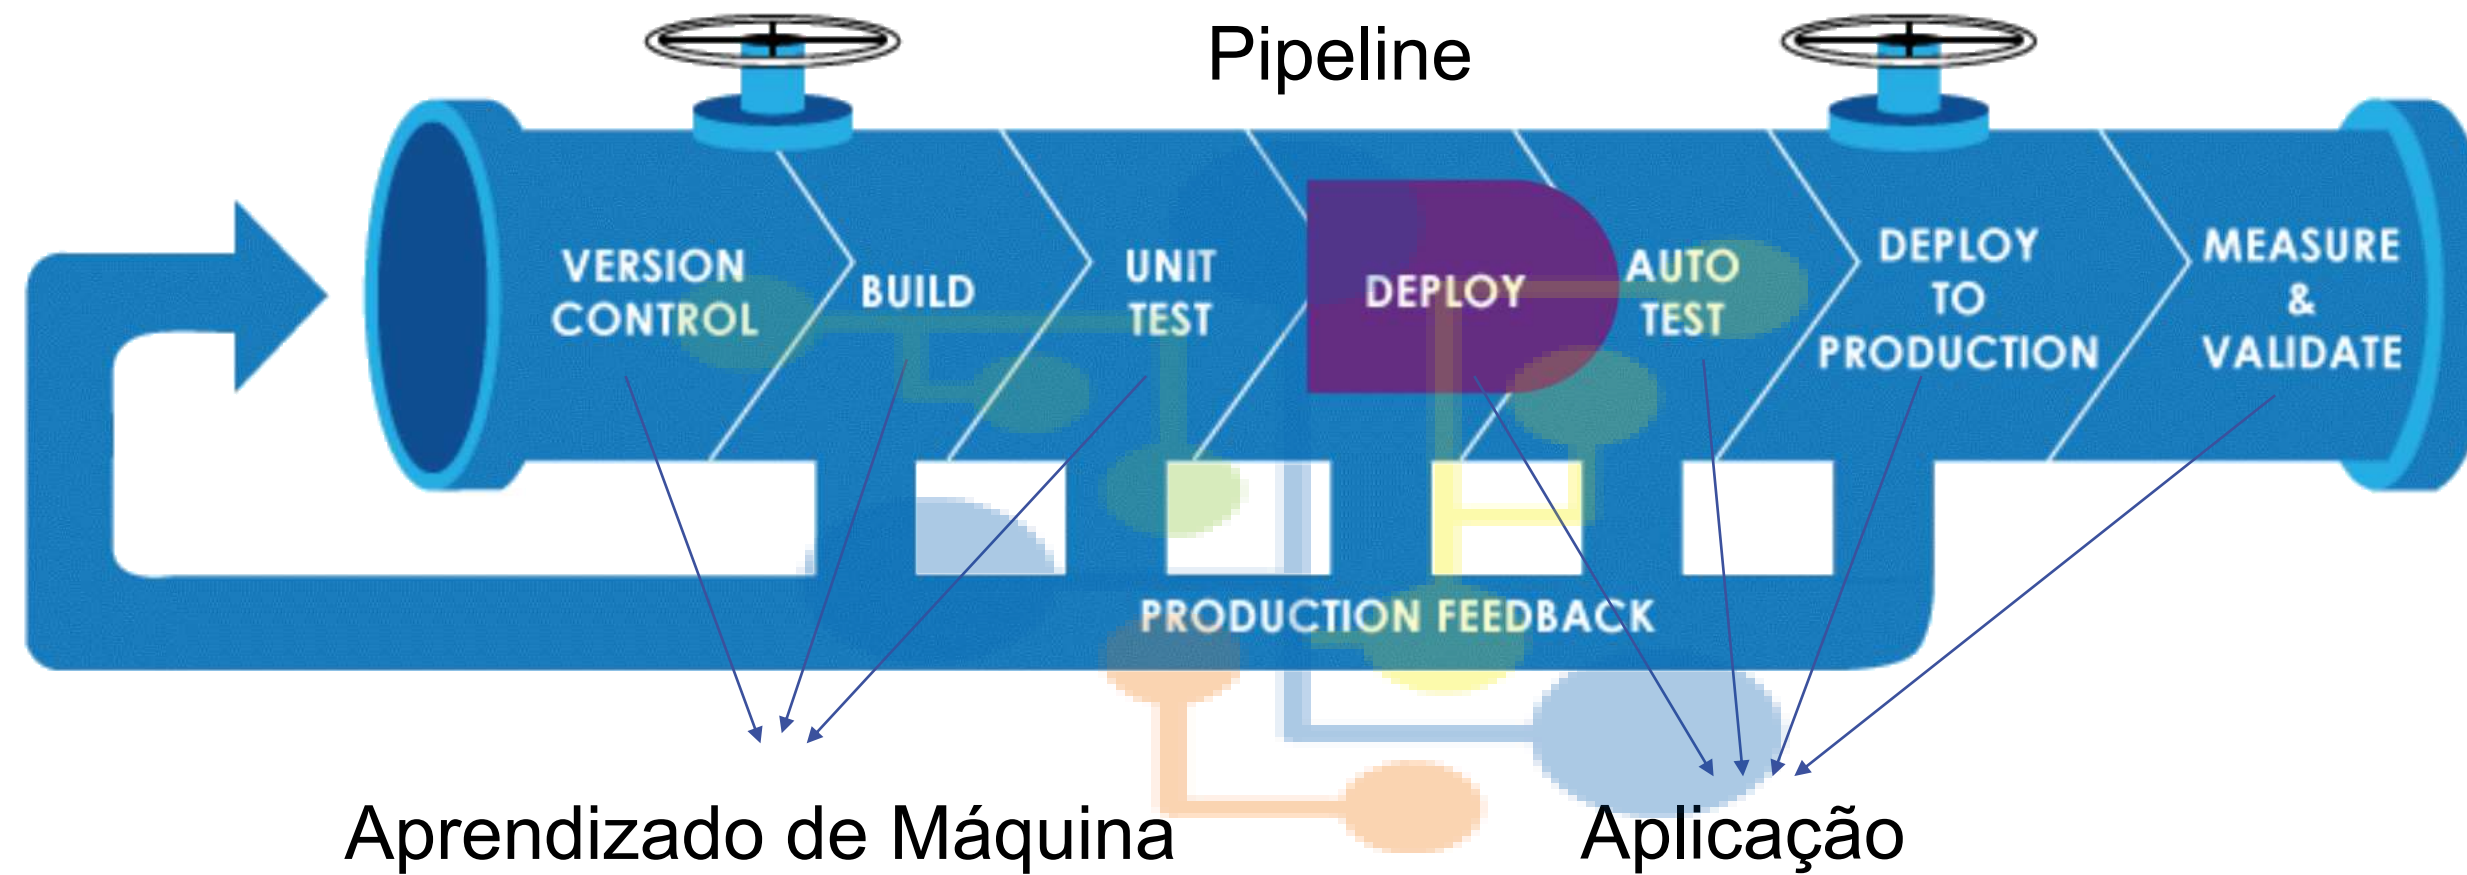 Pipeline
VERSION
CONTROL
BUILD
UNIT
TEST
DEPLOY
AUTO
TEST
DEPLOY
TO
PRODUCTION
MEASURE
&
VALIDATE
PRODUCTION FEEDBACK
Aprendizado de Máquina
Aplicação